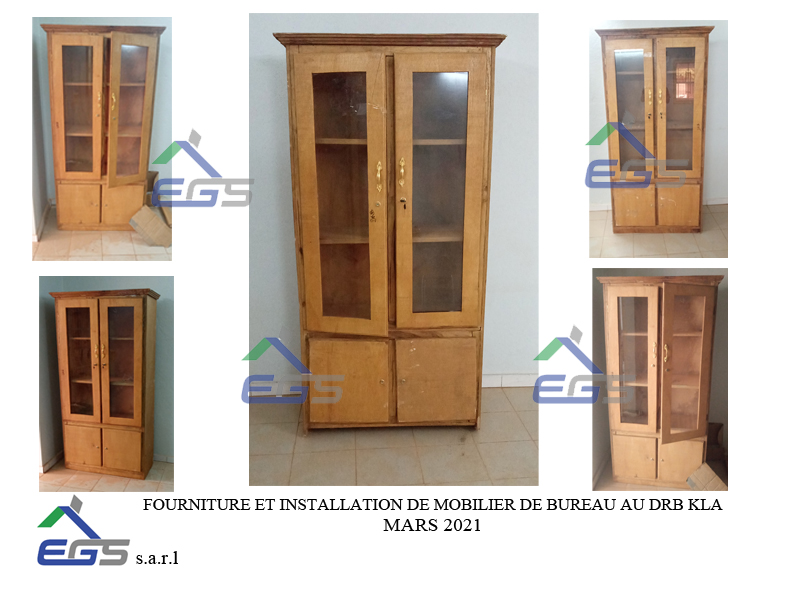 EGS
EGS
EGS
EGS
FOURNITURE ET INSTALLATION DE MOBILIER DE BUREAU AU DRB KLA
MARS 2021
EGS s.a.r.l